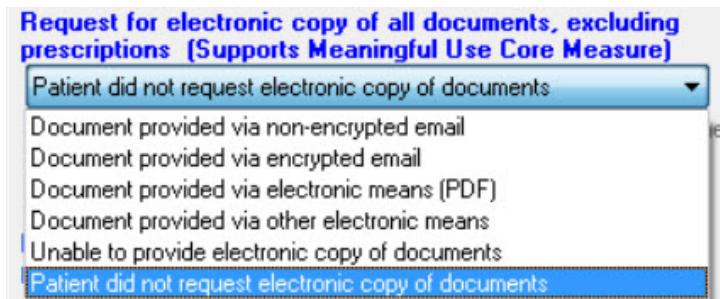 Request for electronic copy of all documents, excluding
prescriptions (Supports Meaningful Use Core Measure)
Patient did not request electronic copy of documents
Document provided via non-encrypted email
Document provided via encrypted email
Document provided via electronic means (PDF)
Document provided via other electronic means
Unable to provide electronic copy of documents
Patient did not request electronic copy of documents